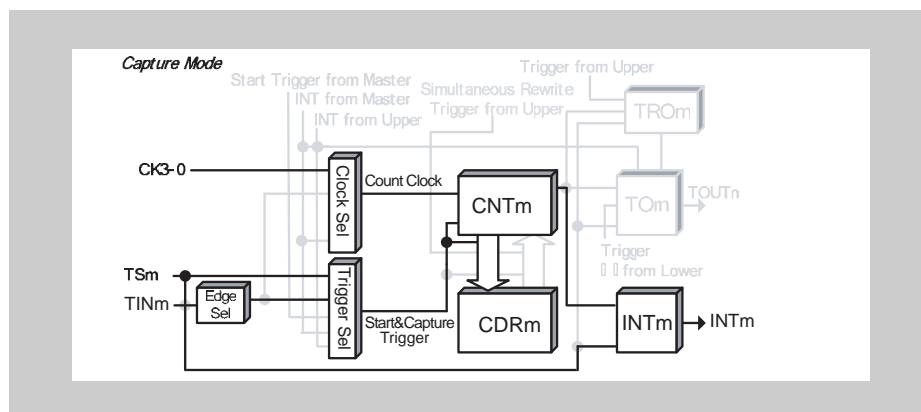 Capture Mode
Trigger from Upper
Start Trigger from Master
Simultaneous Rewrite
INT from Master
Trigger from Upper
INT from Upper
TROm
CK3-0
Clock Sel
Count Clock
CNTm
TOm
TOUTn
Trigger
from Lower
TSm
TINm
Edge
Sel
Trigger Sel
Start&Capture
Trigger
CDRm
INTm
INTm